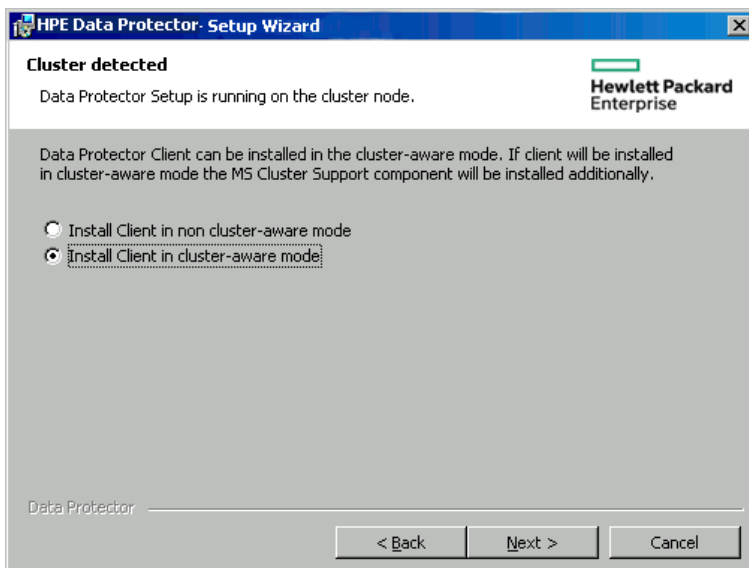 HPE Data Protector- Setup Wizard
Cluster detected
Data Protector Setup is running on the cluster node.
Hewlett Packard
Enterprise
Data Protector Client can be installed in the cluster-aware mode. If client will be installed
in cluster-aware mode the MS Cluster Support component will be installed additionally.
Install Client in non cluster-aware mode
Install Client in cluster-aware mode
Data Protector
< Back
Next >
Cancel